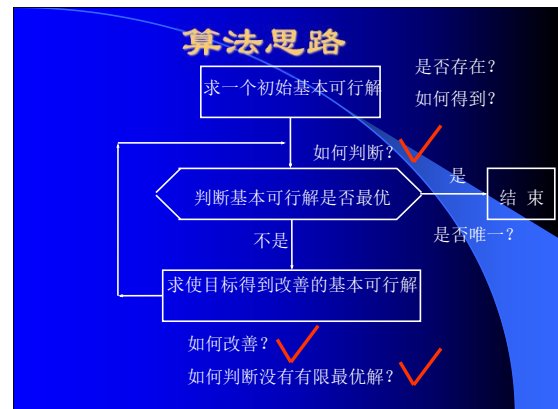 算法思路
是否存在？
求一个初始基本可行解
如何得到？
如何判断？
是
判断基本可行解是否最优
结 束
不是
是否唯一？
求使目标得到改善的基本可行解
如何改善？
如何判断没有有限最优解？